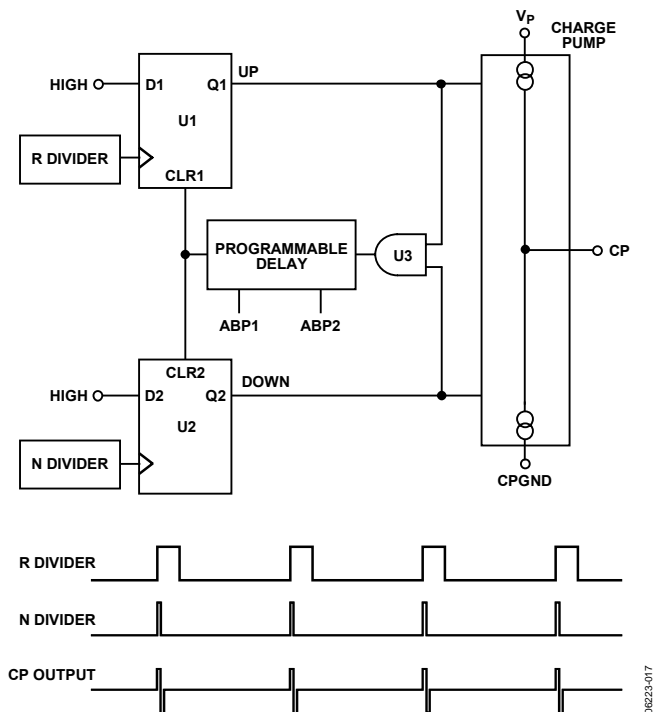 VP
CHARGE
PUMP
HIGH
D1
Q1
UP
U1
R DIVIDER
CLR1
PROGRAMMABLE
DELAY
U3
CP
ABP1
ABP2
CLR2
DOWN
HIGH
D2
Q2
U2
N DIVIDER
CPGND
R DIVIDER
N DIVIDER
CP OUTPUT
06223-017